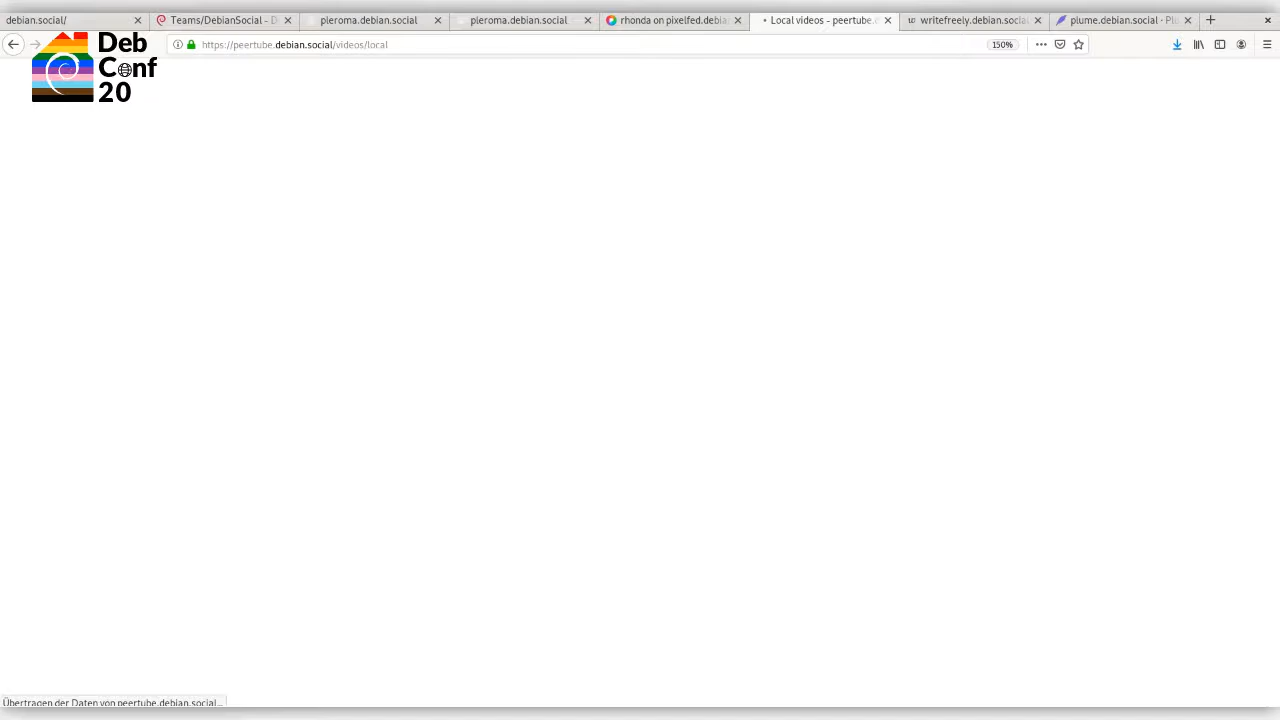 debian.social/
Teams/DebianSocial - D
pleroma.debian.social
pleroma.debian.social
rhonda on pixelfed.debia
Local videos - peertube.d
writefreely.debian.social
plume.debian.social - Plu
https://peertube.debian.social/videos/local
150%
Deb
Conf
20
Übertragen der Daten von peertube.debian.social…